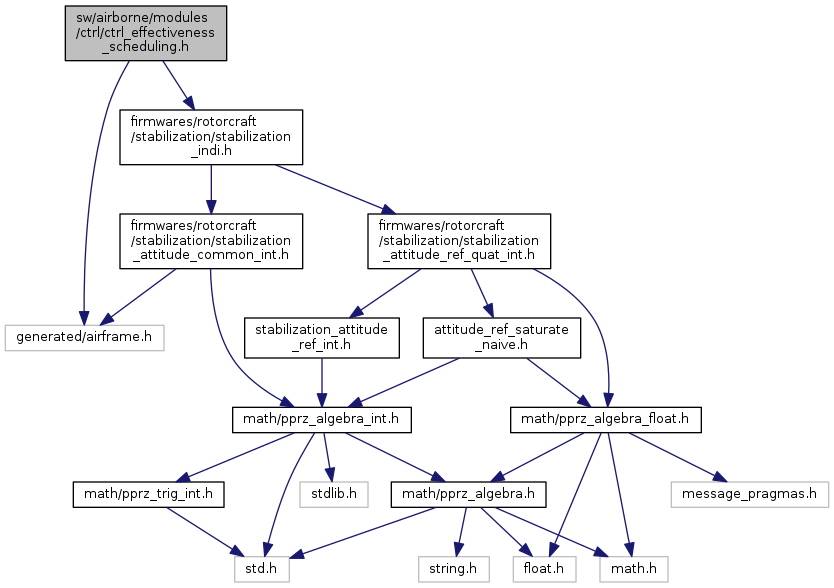 sw/airborne/modules
/ctrl/ctrl_effectiveness
_scheduling.h
firmwares/rotorcraft
/stabilization/stabilization
_indi.h
firmwares/rotorcraft
/stabilization/stabilization
_attitude_common_int.h
firmwares/rotorcraft
/stabilization/stabilization
_attitude_ref_quat_int.h
generated/airframe.h
stabilization_attitude
_ref_int.h
attitude_ref_saturate
_naive.h
math/pprz_algebra_int.h
math/pprz_algebra_float.h
math/pprz_trig_int.h
stdlib.h
math/pprz_algebra.h
message_pragmas.h
std.h
string.h
float.h
math.h